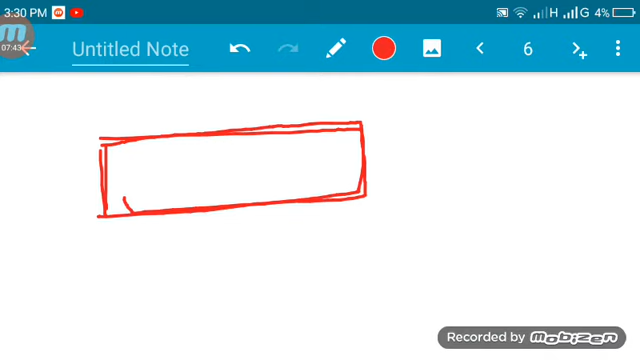 3:30 PM H G 4%
m
07:43
Untitled Note 6
Recorded by
mobizen